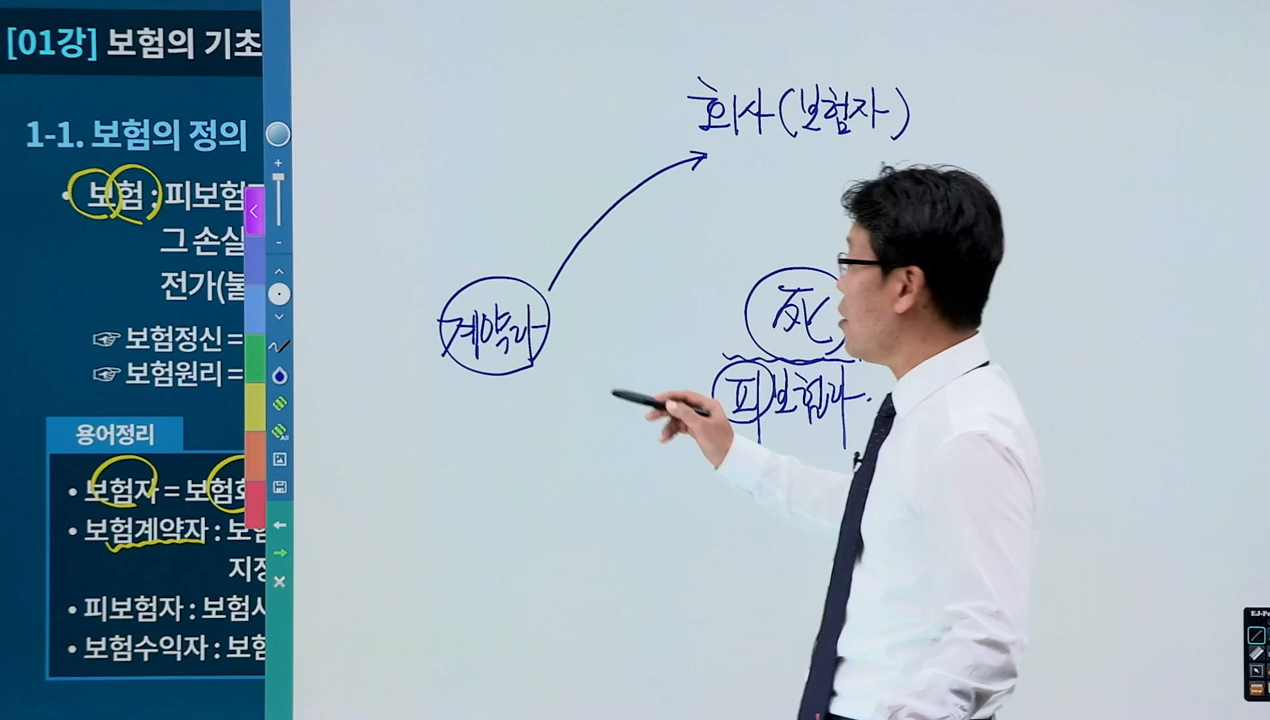 [01강] 보험의 기초
1-1. 보험의 정의
• 보험 : 피보험
그 손실
전가(불
☞ 보험정신 =
☞ 보험원리 =
용어정리
• 보험자 = 보험회
• 보험계약자 : 보험
지정
• 피보험자 : 보험사
• 보험수익자 : 보험
회사(보험자)
계약자
死
피보험자.